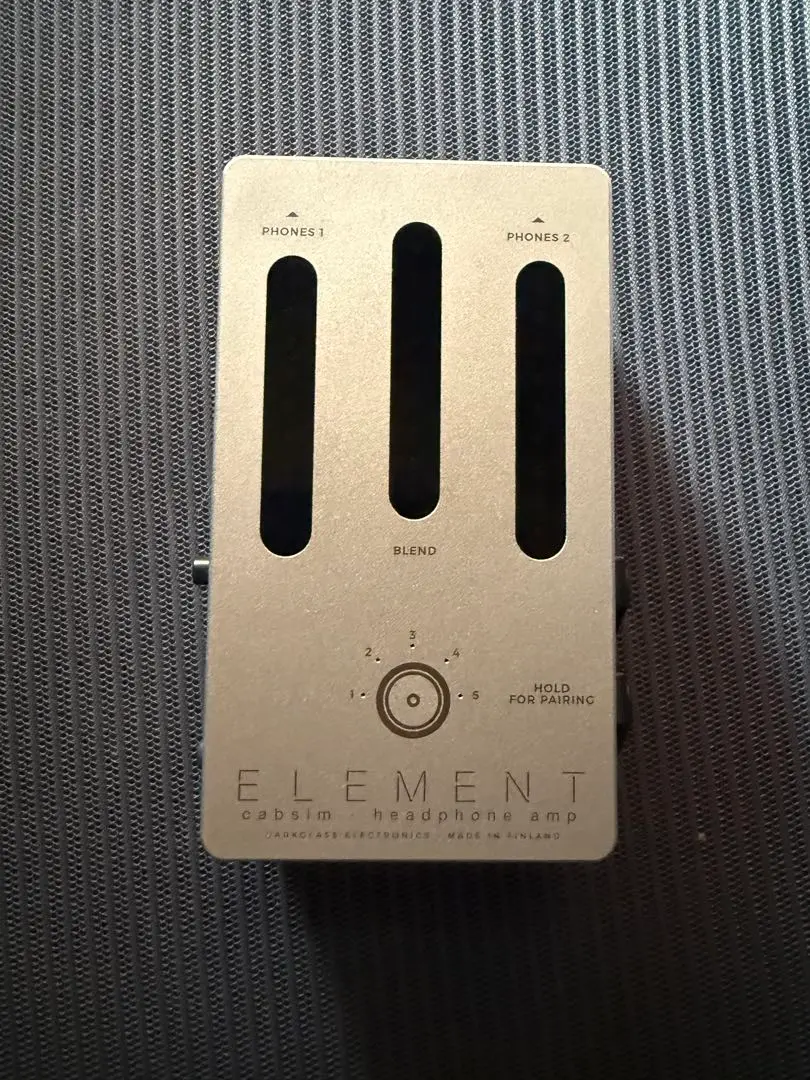 PHONES 1
PHONES 2
BLEND
3
2 4
1 5
HOLD
FOR PAIRING
ELEMENT
cabsim · headphone amp
DARKGLASS ELECTRONICS · MADE IN FINLAND